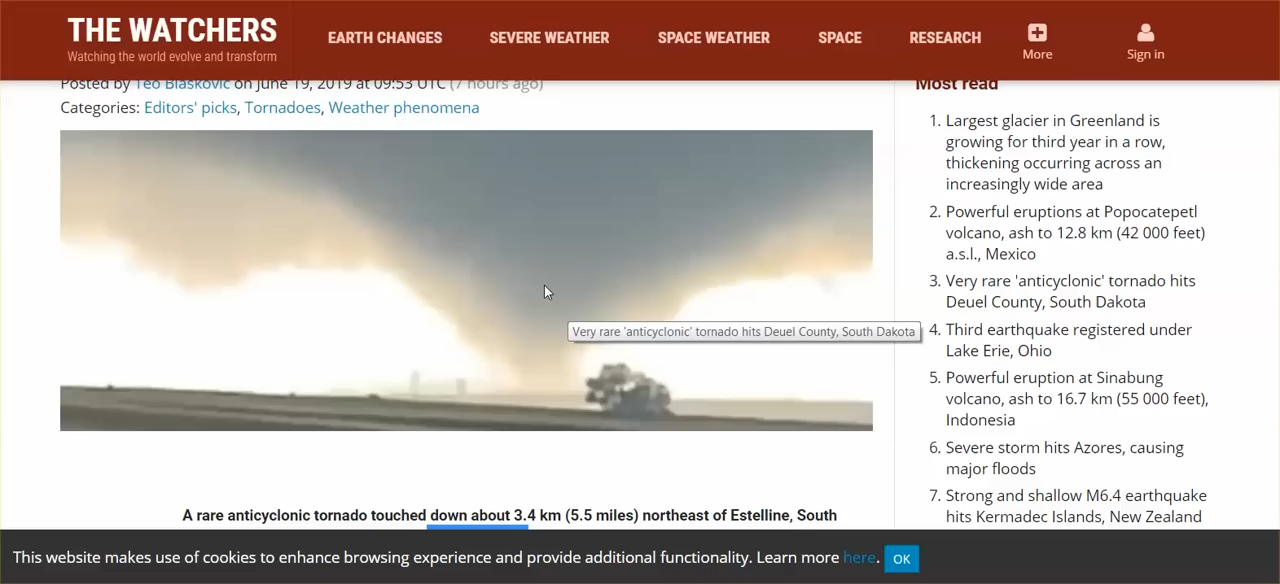 THE WATCHERS
Watching the world evolve and transform
EARTH CHANGES
SEVERE WEATHER
SPACE WEATHER
SPACE
RESEARCH
More
Sign in
Posted by Teo Blašković on June 19, 2019 at 09:53 UTC (7 hours ago)
Categories: Editors' picks, Tornadoes, Weather phenomena
Very rare 'anticyclonic' tornado hits Deuel County, South Dakota
A rare anticyclonic tornado touched down about 3.4 km (5.5 miles) northeast of Estelline, South
Most read
1. Largest glacier in Greenland is
growing for third year in a row,
thickening occurring across an
increasingly wide area
2. Powerful eruptions at Popocatepetl
volcano, ash to 12.8 km (42 000 feet)
a.s.l., Mexico
3. Very rare 'anticyclonic' tornado hits
Deuel County, South Dakota
4. Third earthquake registered under
Lake Erie, Ohio
5. Powerful eruption at Sinabung
volcano, ash to 16.7 km (55 000 feet),
Indonesia
6. Severe storm hits Azores, causing
major floods
7. Strong and shallow M6.4 earthquake
hits Kermadec Islands, New Zealand
This website makes use of cookies to enhance browsing experience and provide additional functionality. Learn more here. OK